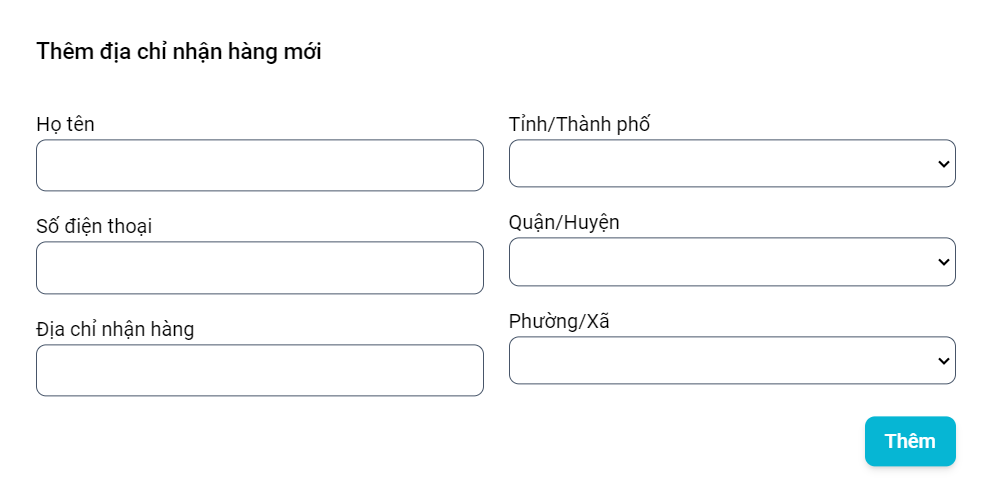 Thêm địa chỉ nhận hàng mới
Họ tên
Tỉnh/Thành phố
Số điện thoại
Quận/Huyện
Địa chỉ nhận hàng
Phường/Xã
Thêm